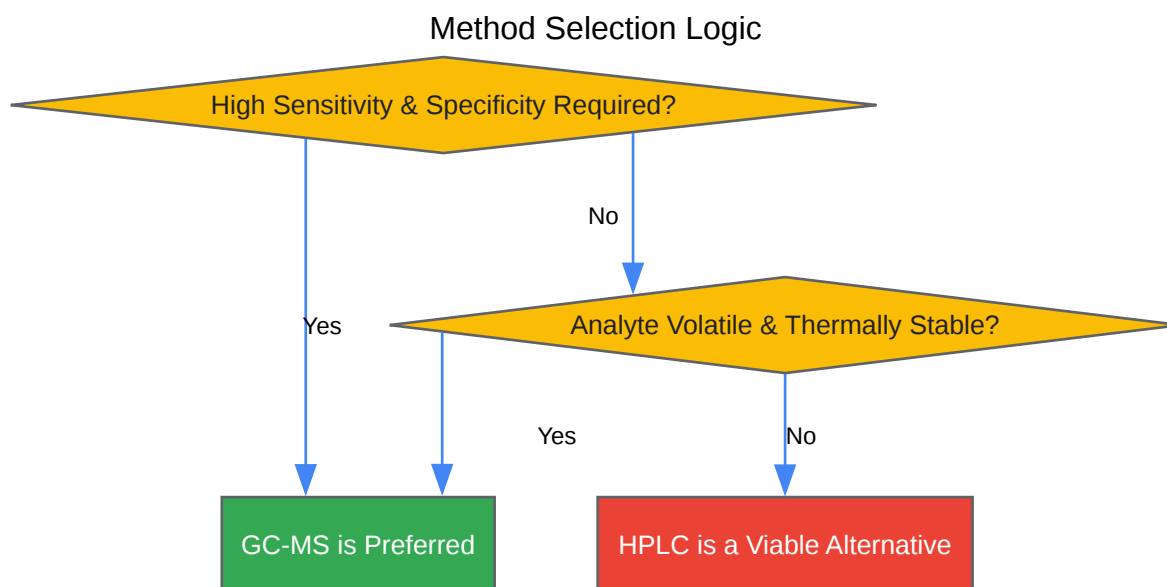 Method Selection Logic
High Sensitivity & Specificity Required?
No
Yes
Analyte Volatile & Thermally Stable?
Yes
No
GC-MS is Preferred
HPLC is a Viable Alternative